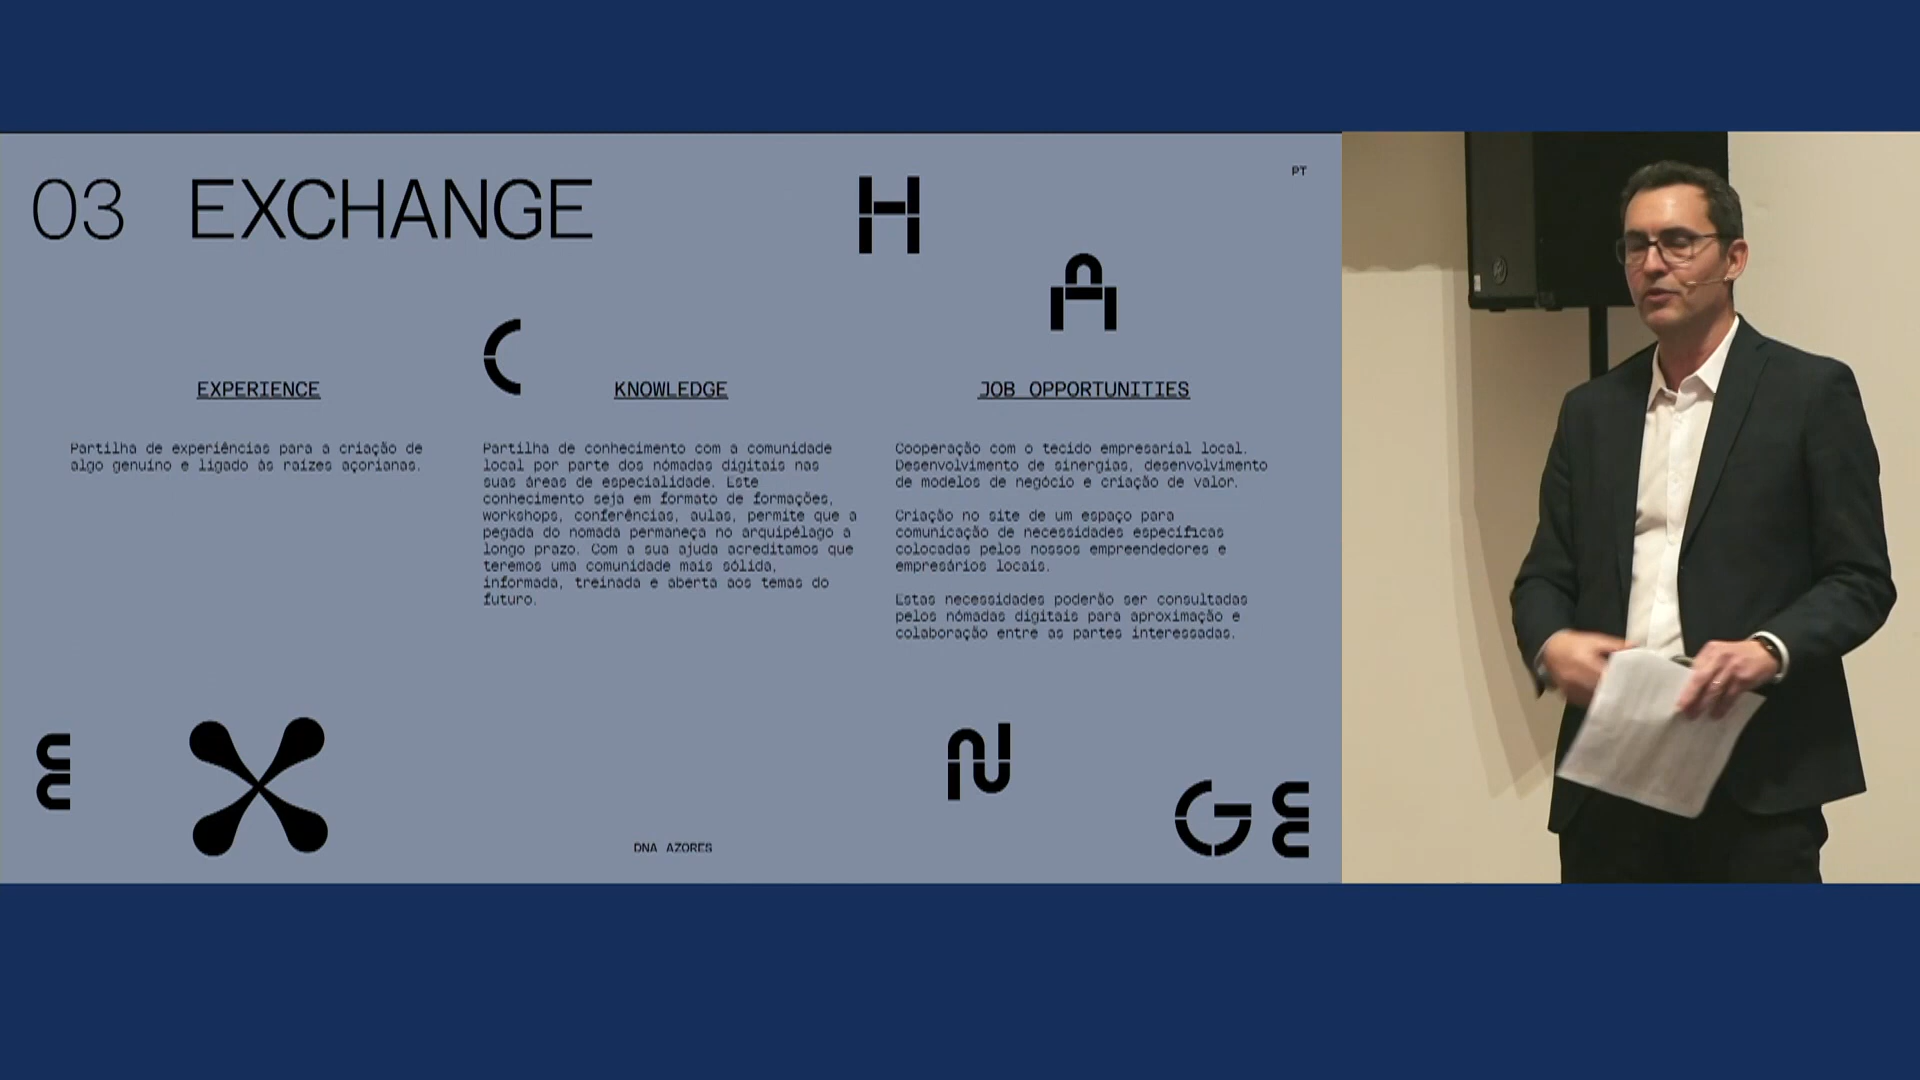 03 EXCHANGE
PT
H
A
C
EXPERIENCE
Partilha de experiências para a criação de
algo genuíno e ligado às raízes açorianas.
KNOWLEDGE
Partilha de conhecimento com a comunidade
local por parte dos nómadas digitais nas
suas áreas de especialidade. Este
conhecimento seja em formato de formações,
workshops, conferências, aulas, permite que a
pegada do nomada permaneça no arquipélago a
longo prazo. Com a sua ajuda acreditamos que
teremos uma comunidade mais sólida,
informada, treinada e aberta aos temas do
futuro.
JOB OPPORTUNITIES
Cooperação com o tecido empresarial local.
Desenvolvimento de sinergias, desenvolvimento
de modelos de negócio e criação de valor.
Criação no site de um espaço para
comunicação de necessidades específicas
colocadas pelos nossos empreendedores e
empresários locais.
Estas necessidades poderão ser consultadas
pelos nómadas digitais para aproximação e
colaboração entre as partes interessadas.
E
X
N
G
E
DNA AZORES